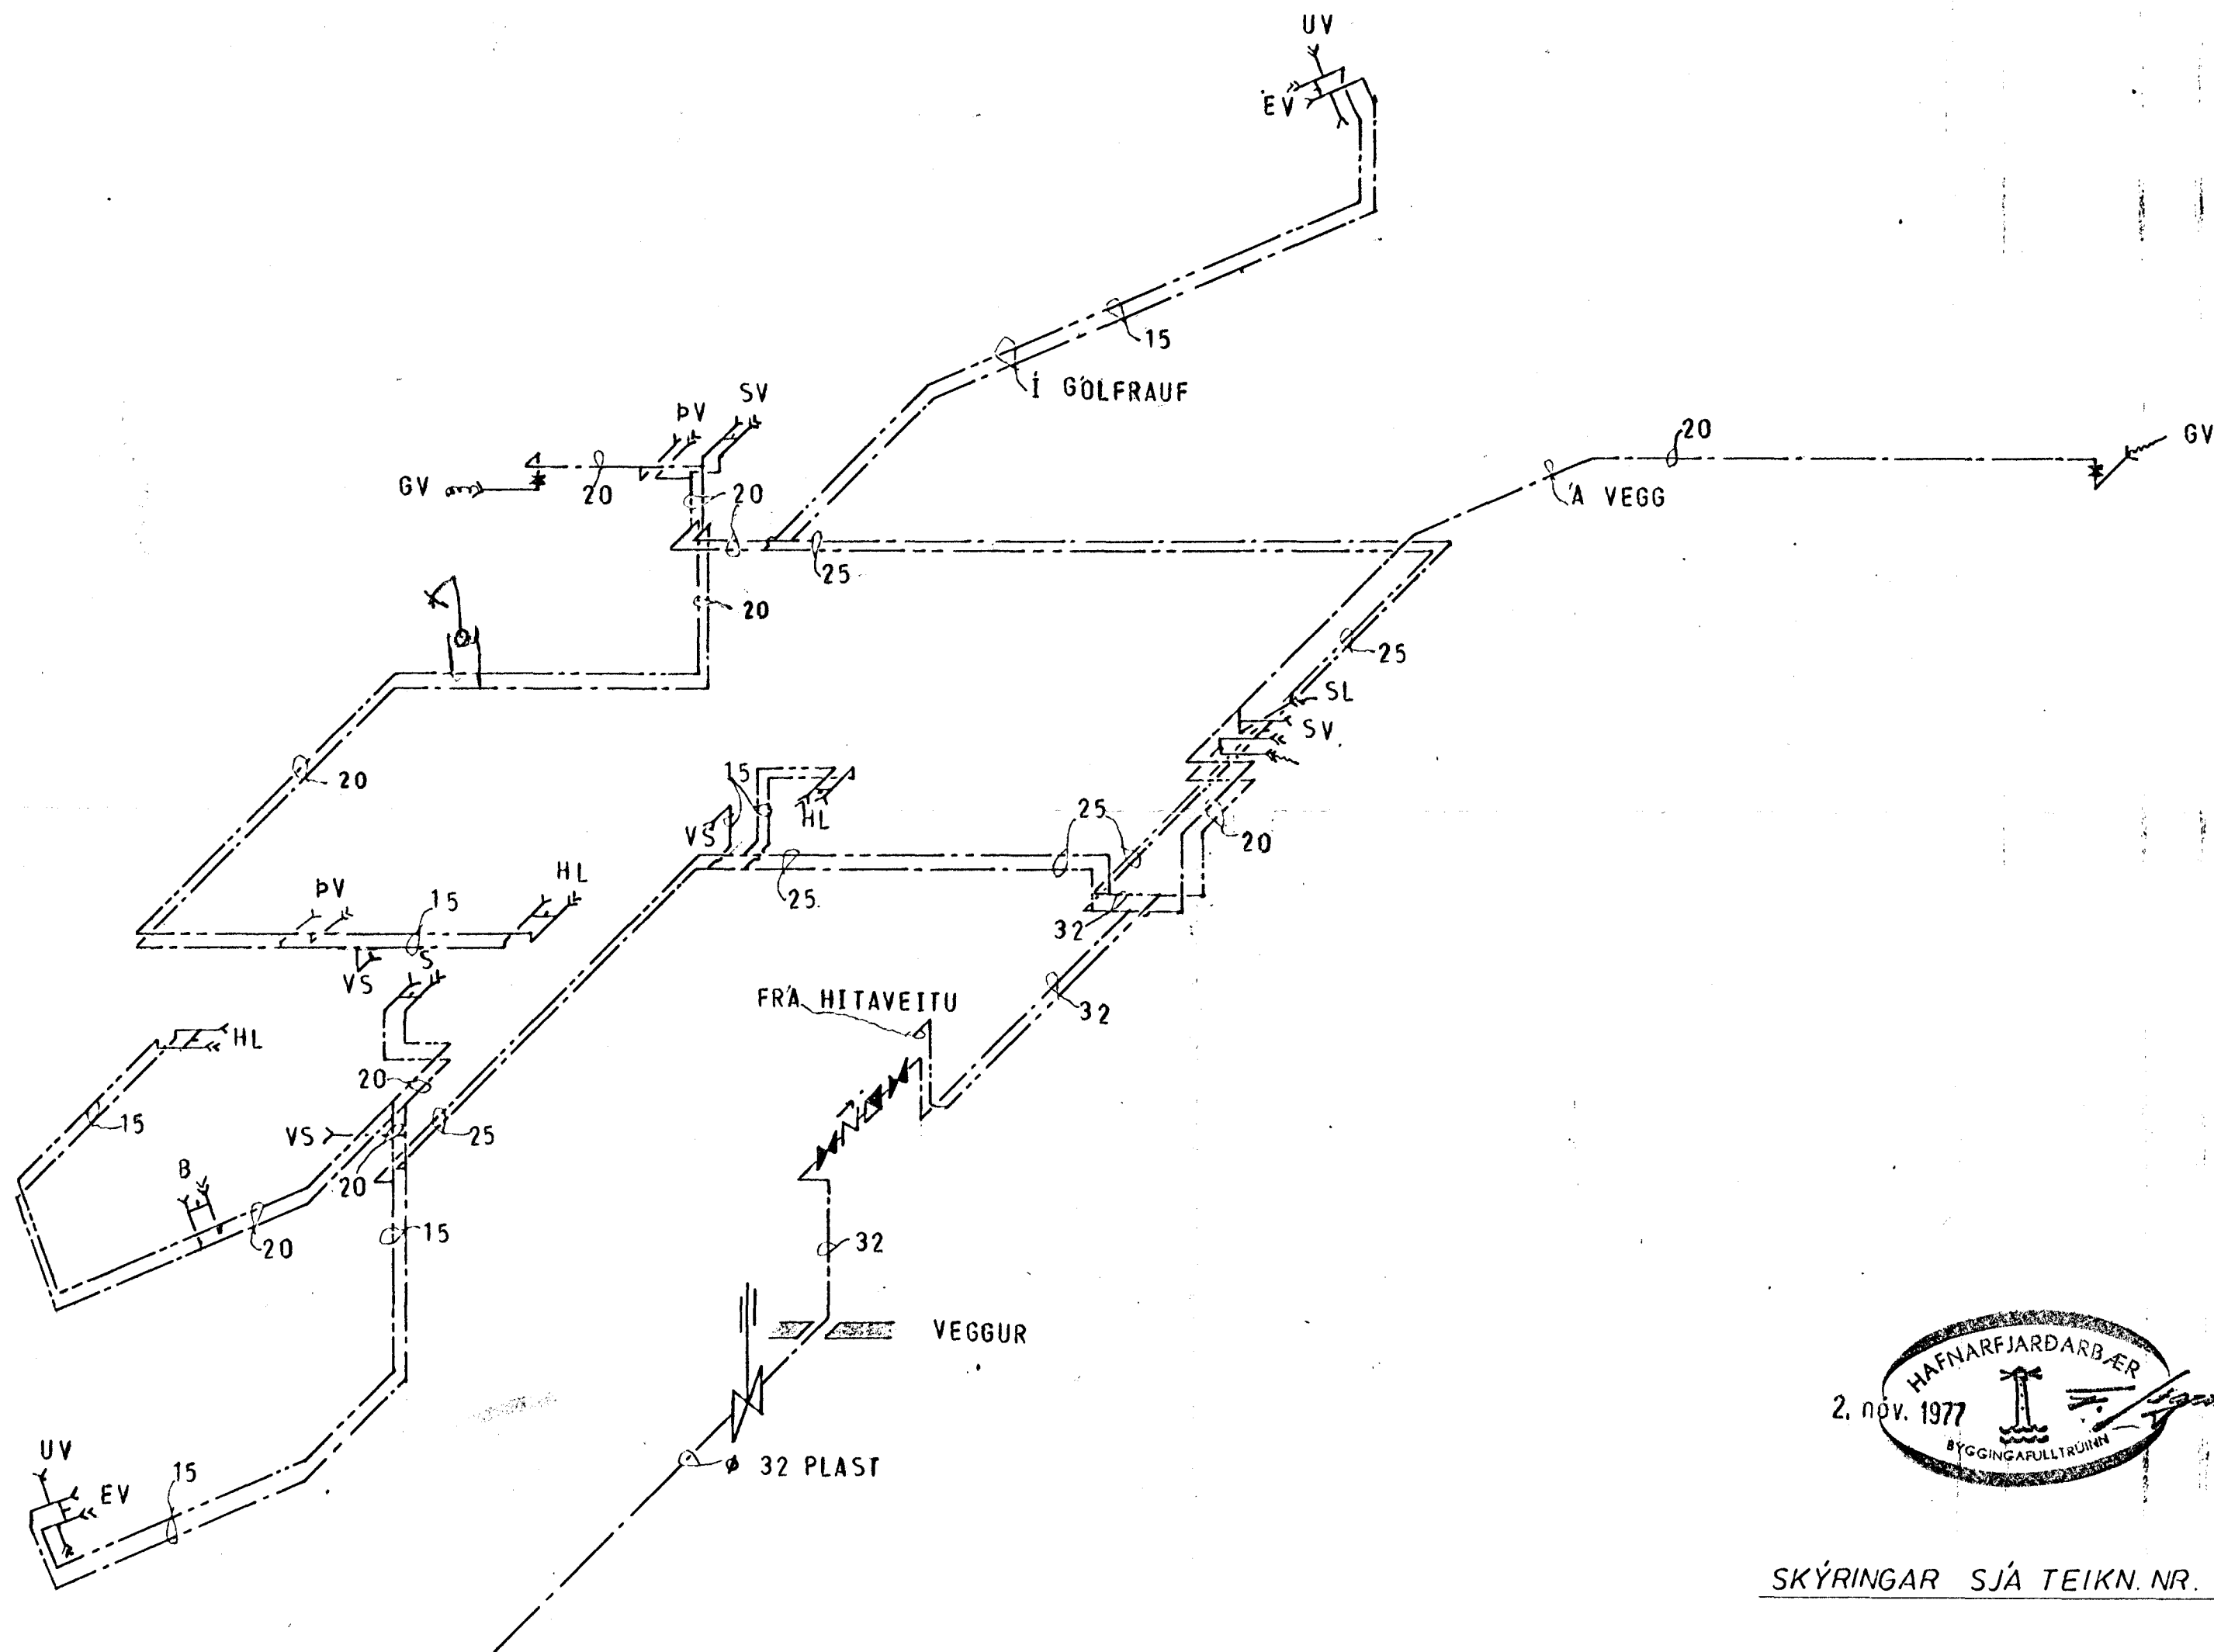 UV
EV
15
Í GÓLFRAUF
SV
ÞV
20
GV
GV
20
20
Á VEGG
25
20
25
SL
SV
20
15
VS
HL
25
20
25
HL
ÞV
15
32
VS
S
FRÁ HITAVEITU
32
HL
20
15
VS
25
B
20
20
15
32
VEGGUR
HAFNARFJARÐARBÆR
2. nóv. 1977
BYGGINGAFULLTRÚINN
UV
15
EV
ø 32 PLAST
SKÝRINGAR SJÁ TEIKN. NR.